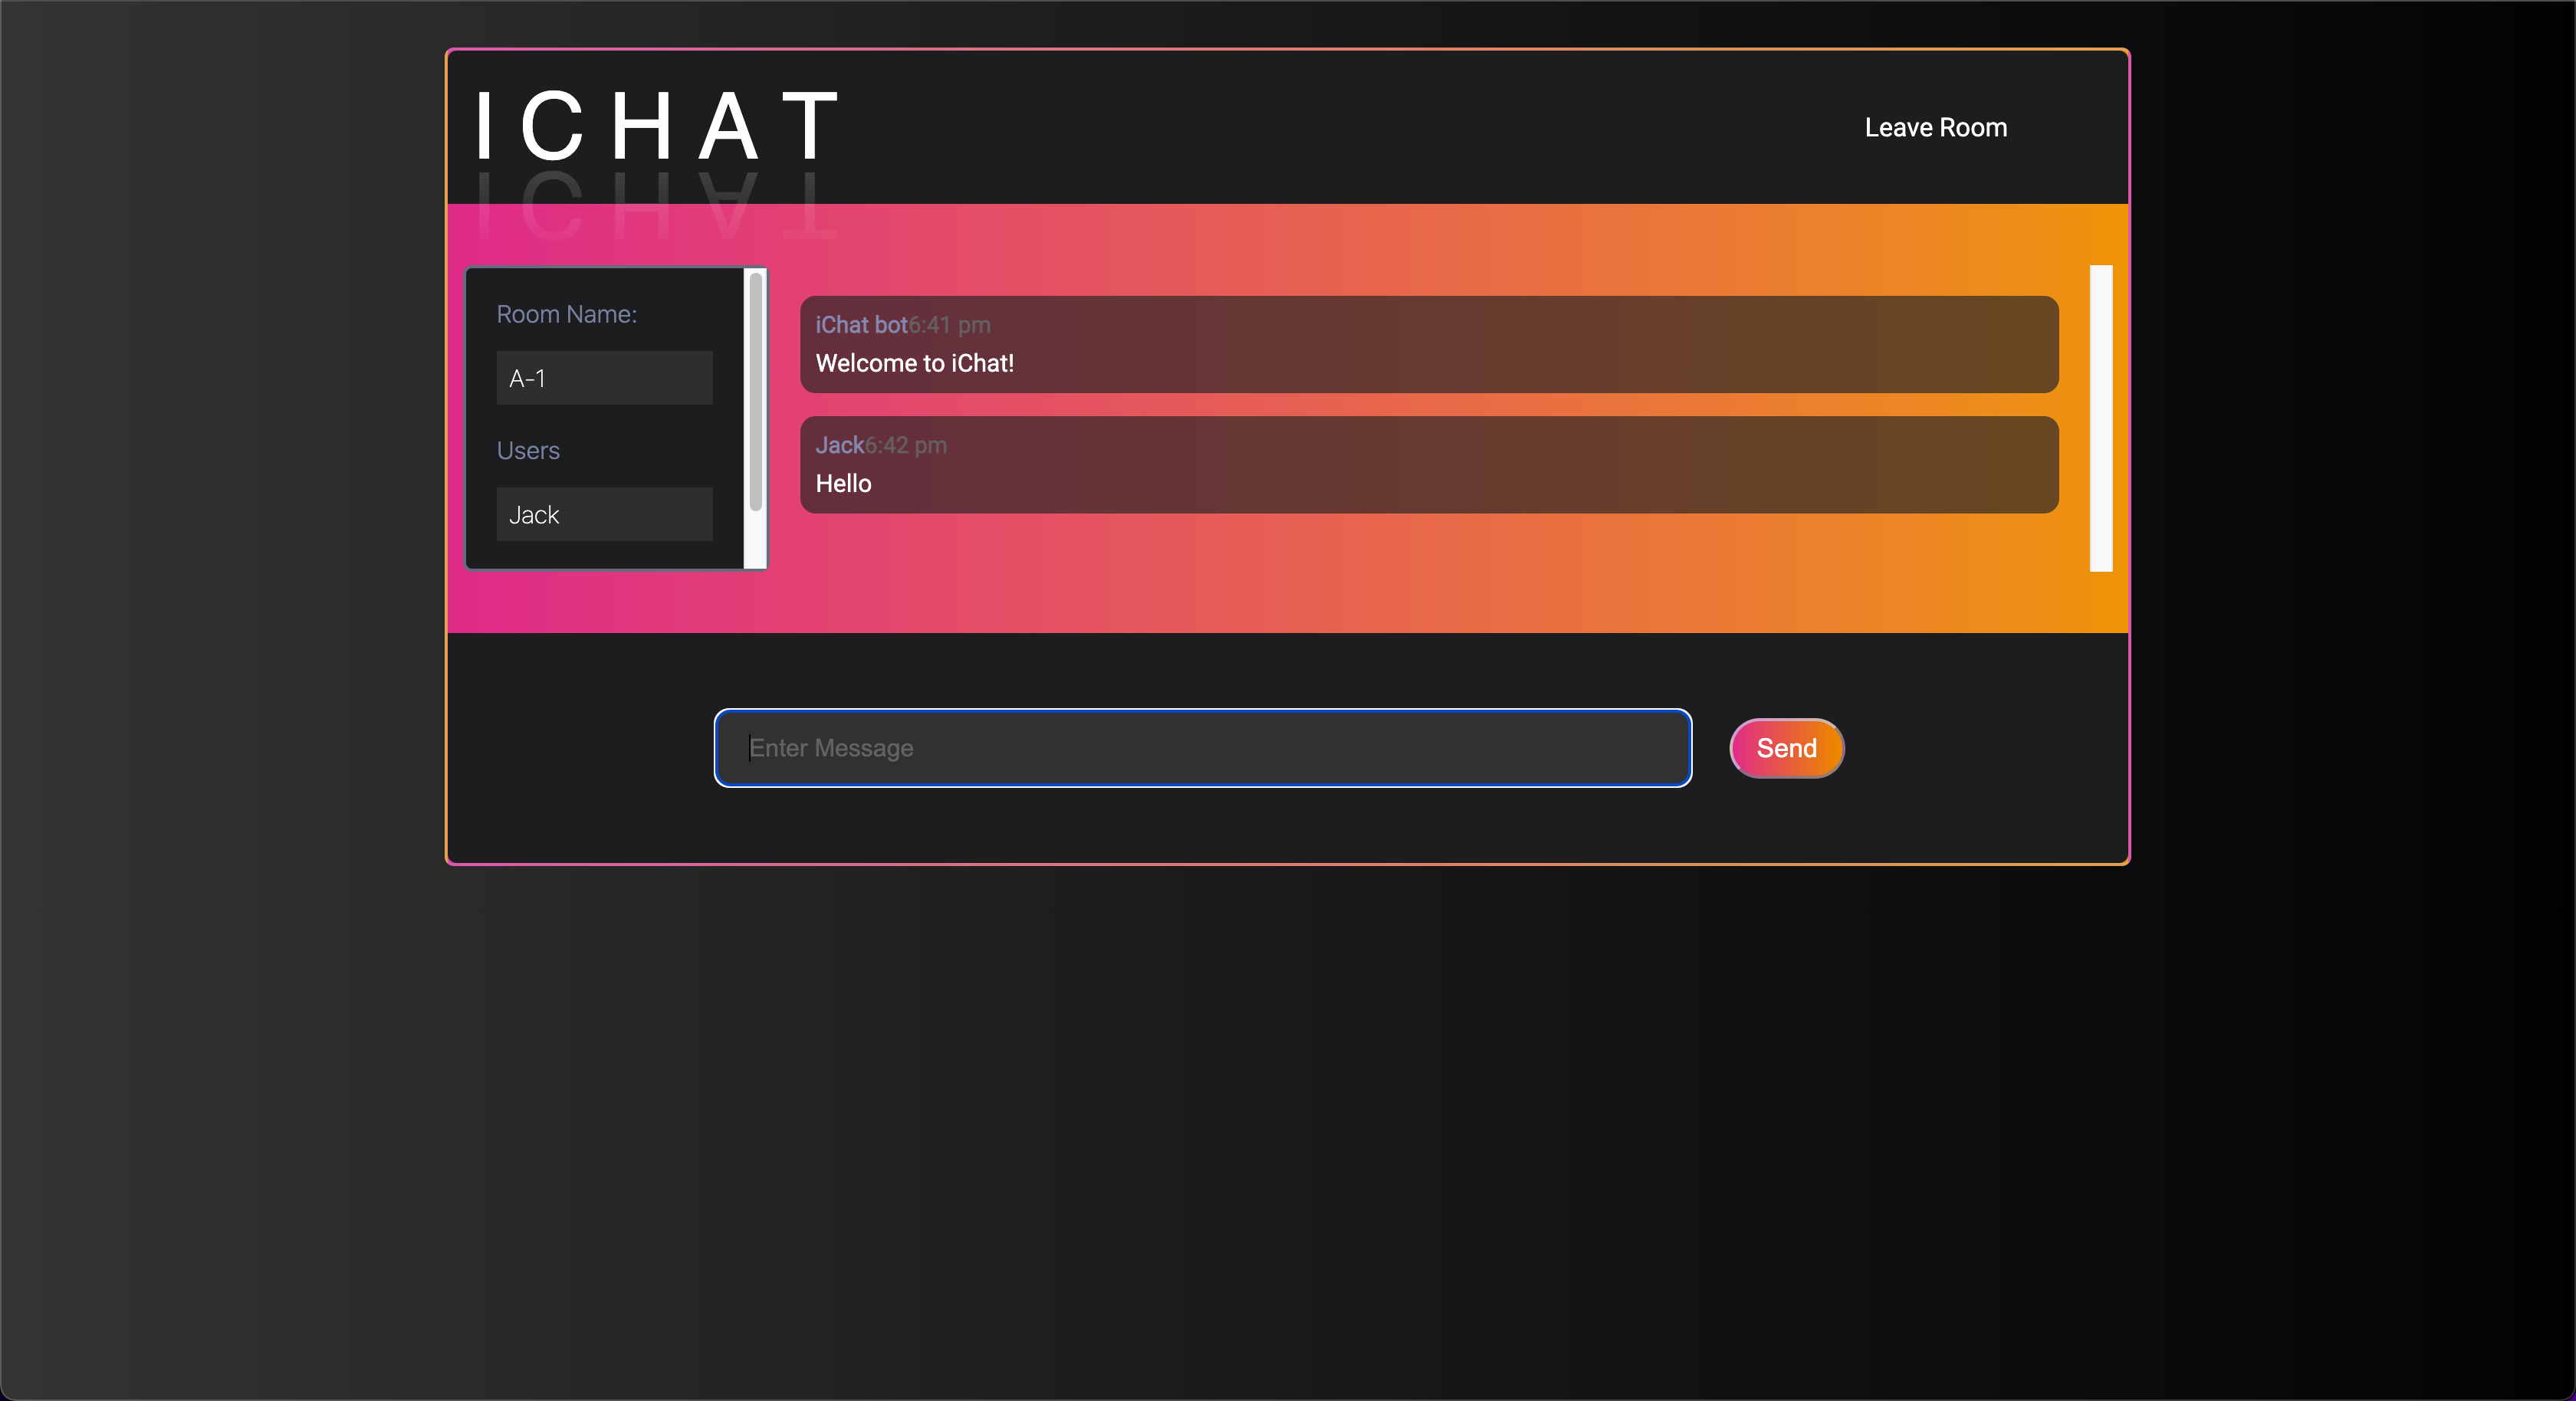 ICHAT
Leave Room
Room Name:
A-1
Users
Jack
iChat bot6:41 pm
Welcome to iChat!
Jack6:42 pm
Hello
Enter Message
Send